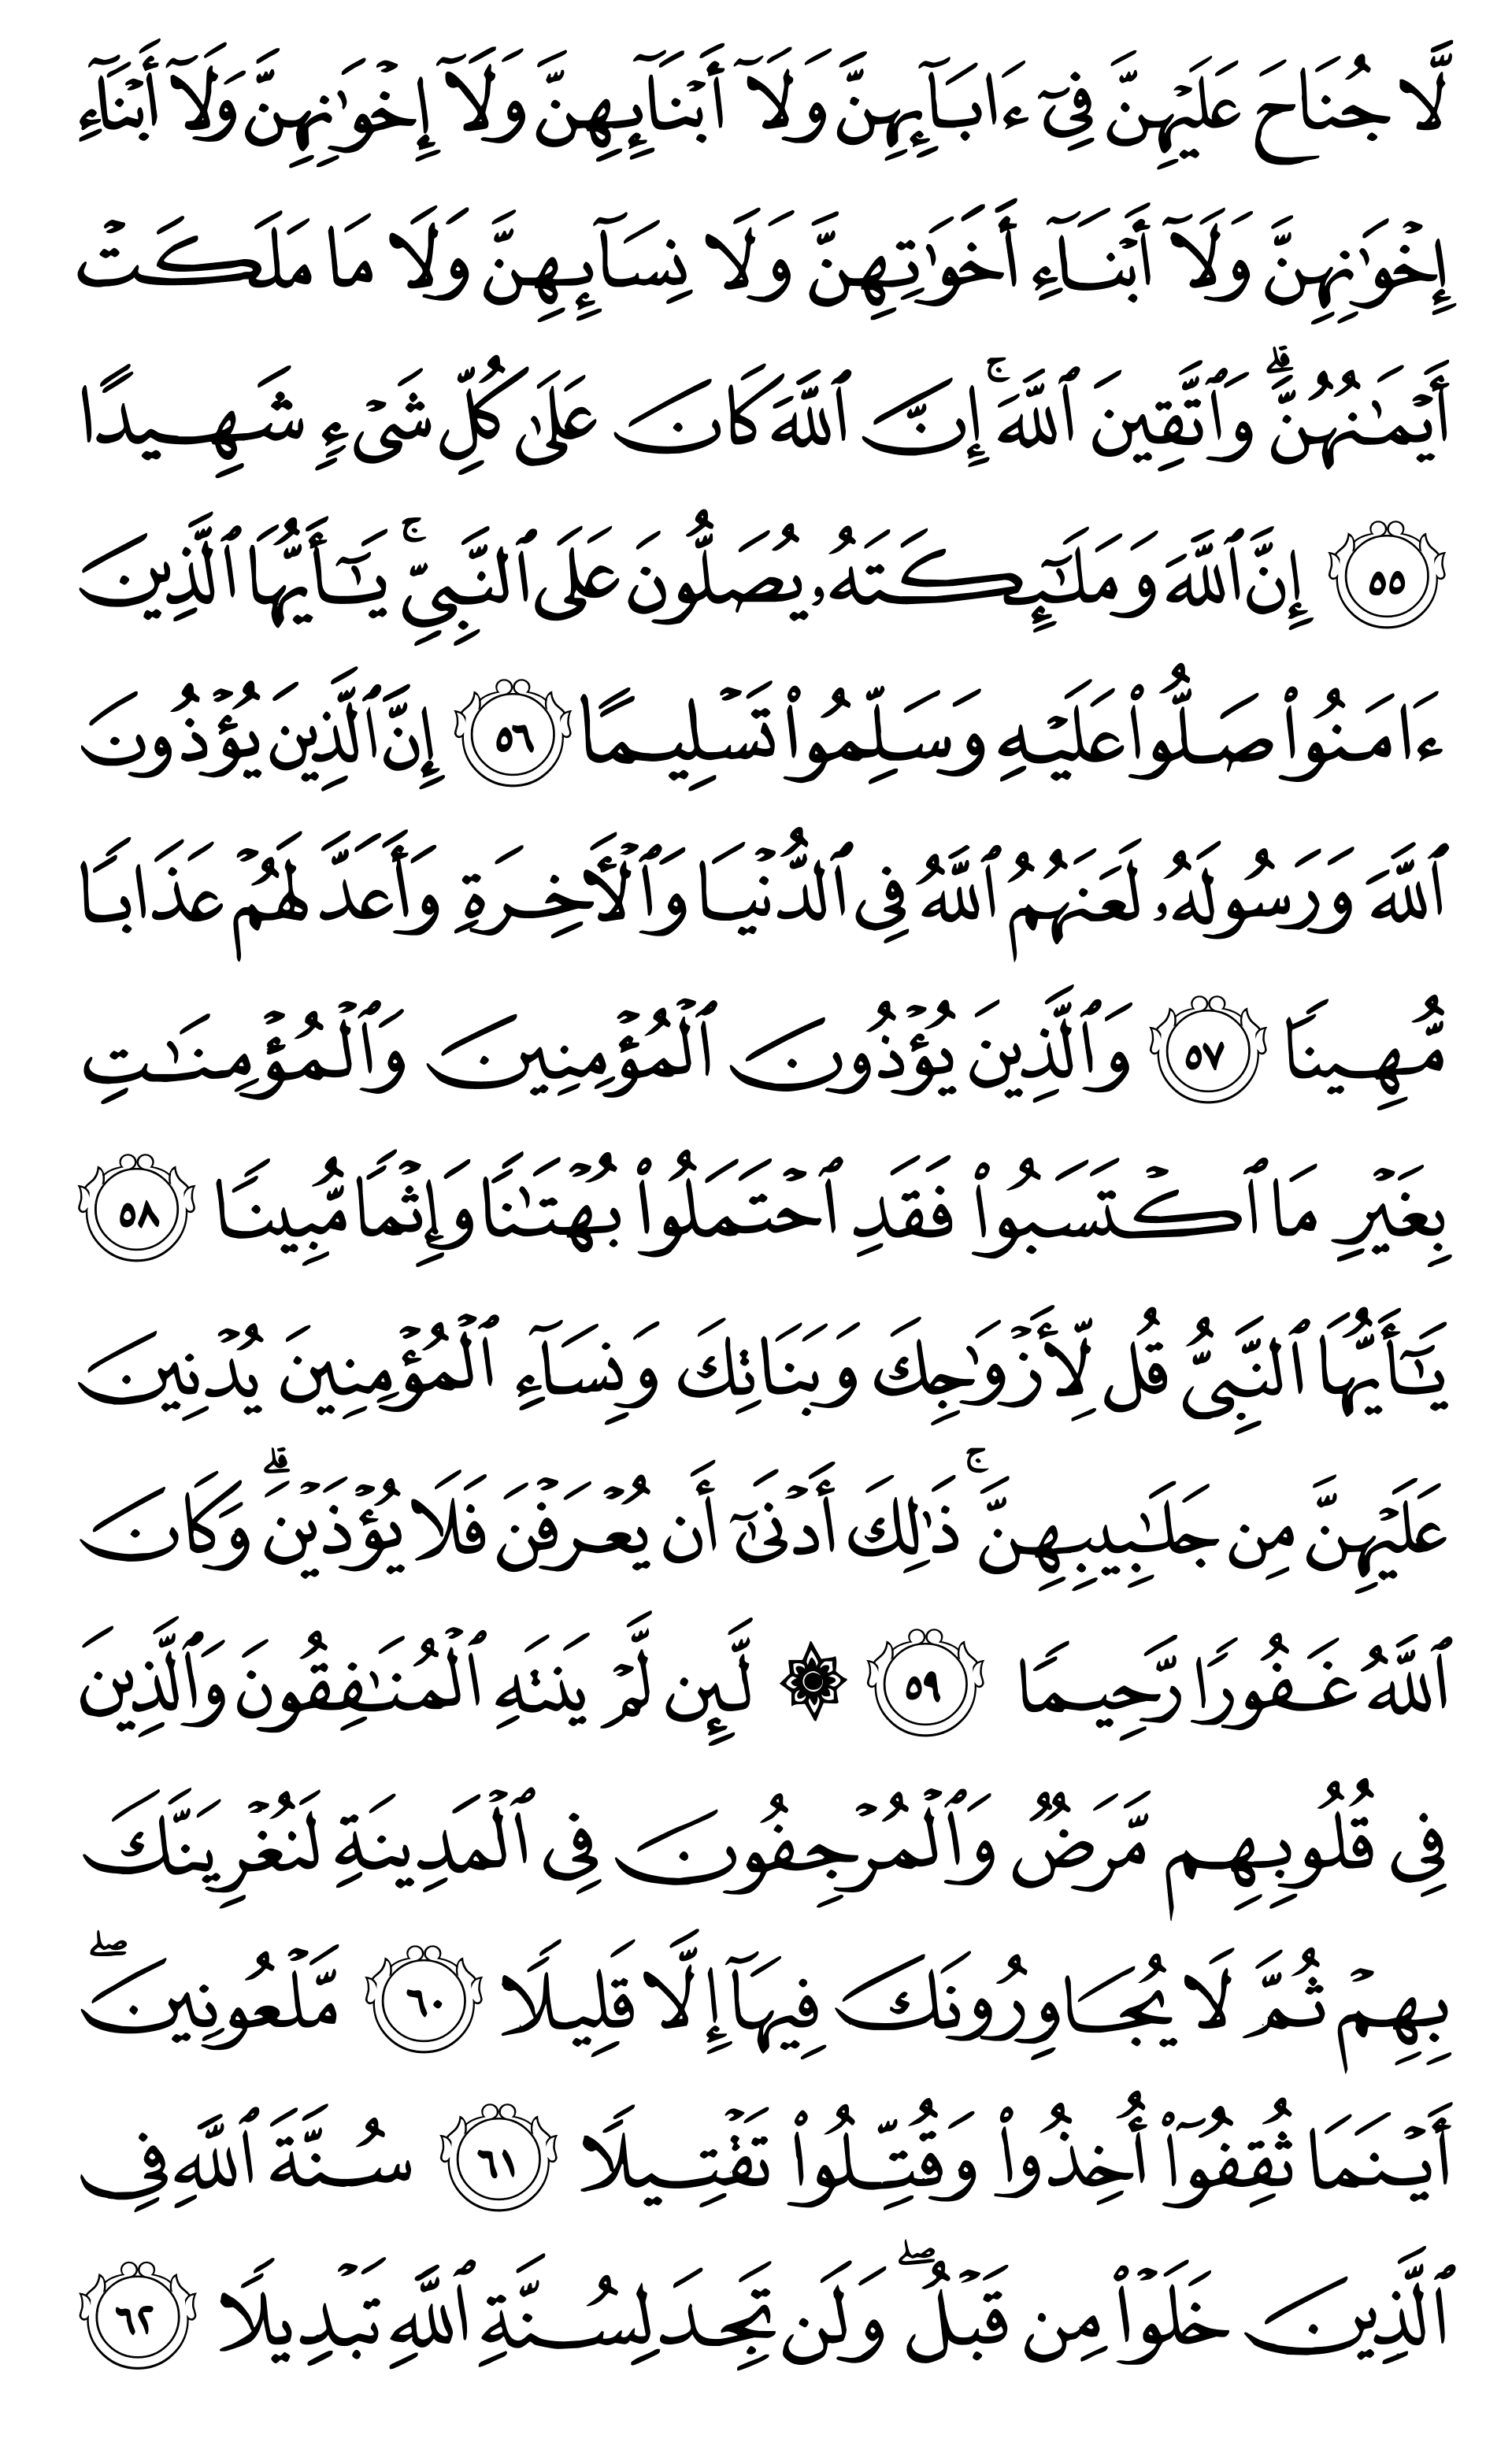 لَّا جُنَاحَ عَلَيْهِنَّ فِىٓ ءَابَآئِهِنَّ وَلَآ أَبْنَآئِهِنَّ وَلَآ إِخْوَٰنِهِنَّ وَلَآ أَبْنَآءِ
إِخْوَٰنِهِنَّ وَلَآ أَبْنَآءِ أَخَوَٰتِهِنَّ وَلَا نِسَآئِهِنَّ وَلَا مَا مَلَكَتْ
أَيْمَٰنُهُنَّ ۗ وَٱتَّقِينَ ٱللَّهَ ۚ إِنَّ ٱللَّهَ كَانَ عَلَىٰ كُلِّ شَىْءٍ شَهِيدًا
٥٥ إِنَّ ٱللَّهَ وَمَلَٰٓئِكَتَهُۥ يُصَلُّونَ عَلَى ٱلنَّبِىِّ ۚ يَٰٓأَيُّهَا ٱلَّذِينَ
ءَامَنُوا۟ صَلُّوا۟ عَلَيْهِ وَسَلِّمُوا۟ تَسْلِيمًا ٥٦ إِنَّ ٱلَّذِينَ يُؤْذُونَ
ٱللَّهَ وَرَسُولَهُۥ لَعَنَهُمُ ٱللَّهُ فِى ٱلدُّنْيَا وَٱلْأَخِرَةِ وَأَعَدَّ لَهُمْ عَذَابًا
مُّهِينًا ٥٧ وَٱلَّذِينَ يُؤْذُونَ ٱلْمُؤْمِنِينَ وَٱلْمُؤْمِنَٰتِ
بِغَيْرِ مَا ٱكْتَسَبُوا۟ فَقَدِ ٱحْتَمَلُوا۟ بُهْتَٰنًا وَإِثْمًا مُّبِينًا ٥٨
يَٰٓأَيُّهَا ٱلنَّبِىُّ قُل لِّأَزْوَٰجِكَ وَبَنَاتِكَ وَنِسَآءِ ٱلْمُؤْمِنِينَ يُدْنِينَ
عَلَيْهِنَّ مِن جَلَٰبِيبِهِنَّ ۚ ذَٰلِكَ أَدْنَىٰٓ أَن يُعْرَفْنَ فَلَا يُؤْذَيْنَ ۗ وَكَانَ
ٱللَّهُ غَفُورًا رَّحِيمًا ٥٩ ۞ لَّئِن لَّمْ يَنتَهِ ٱلْمُنَٰفِقُونَ وَٱلَّذِينَ
فِى قُلُوبِهِم مَّرَضٌ وَٱلْمُرْجِفُونَ فِى ٱلْمَدِينَةِ لَنُغْرِيَنَّكَ
بِهِمْ ثُمَّ لَا يُجَاوِرُونَكَ فِيهَآ إِلَّا قَلِيلًا ٦٠ مَّلْعُونِينَ ۖ
أَيْنَمَا ثُقِفُوٓا۟ أُخِذُوا۟ وَقُتِّلُوا۟ تَقْتِيلًا ٦١ سُنَّةَ ٱللَّهِ فِى
ٱلَّذِينَ خَلَوْا۟ مِن قَبْلُ ۖ وَلَن تَجِدَ لِسُنَّةِ ٱللَّهِ تَبْدِيلًا ٦٢